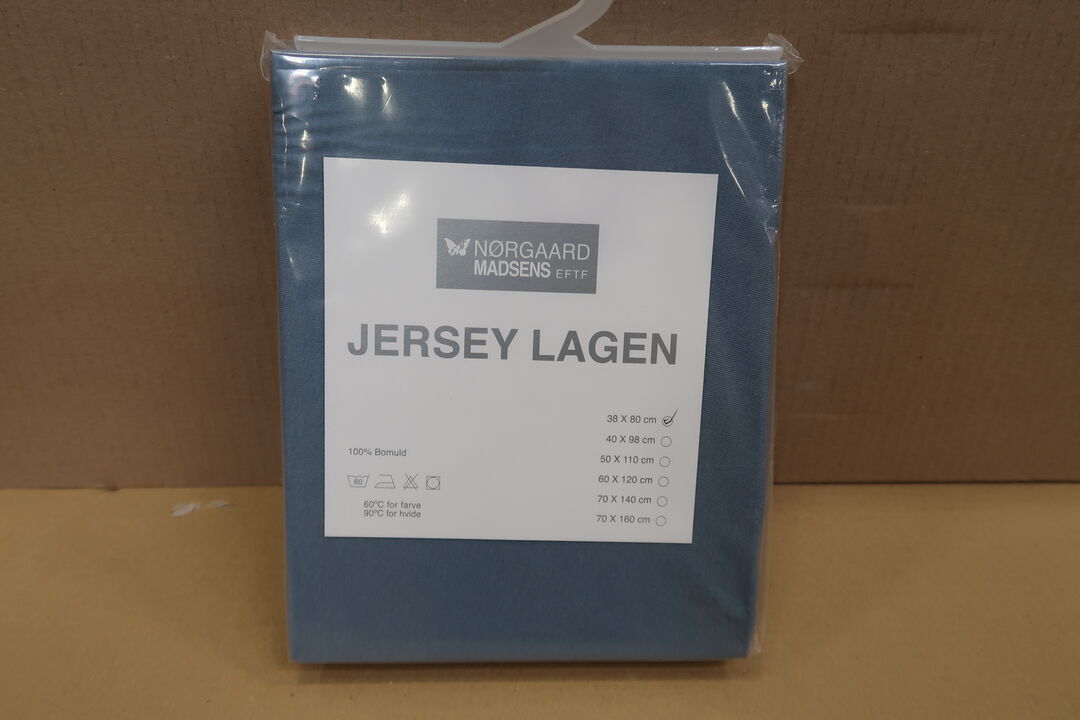 NØRGAARD
MADSENS EFTF
JERSEY LAGEN
38 X 80 cm
40 X 98 cm
50 X 110 cm
60 X 120 cm
70 X 140 cm
70 X 160 cm
100% Bomuld
60
60°C for farve
90°C for hvide